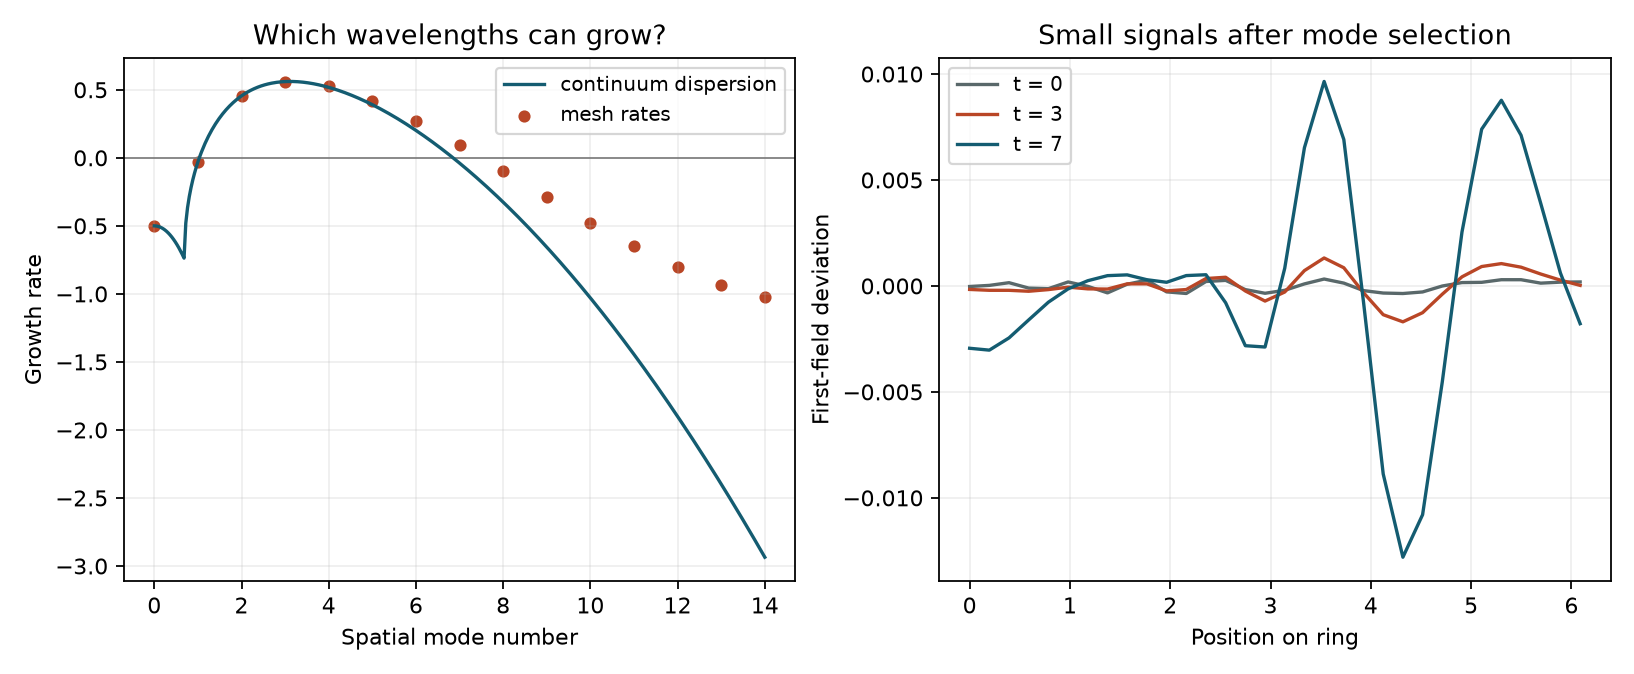 Which wavelengths can grow?
continuum dispersion
mesh rates
0.5
0.0
−0.5
−1.0
−1.5
−2.0
−2.5
−3.0
Growth rate
0 2 4 6 8 10 12 14
Spatial mode number
Small signals after mode selection
t = 0
t = 3
t = 7
0.010
0.005
0.000
−0.005
−0.010
First-field deviation
0 1 2 3 4 5 6
Position on ring